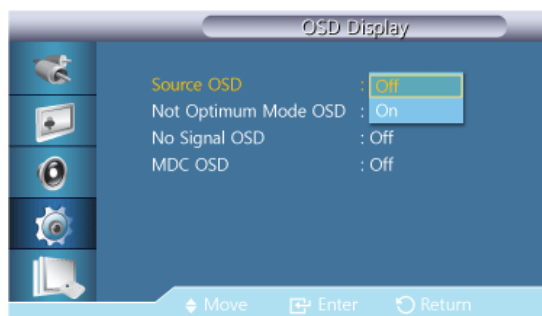 OSD Display
Source OSD : Off
Not Optimum Mode OSD : On
No Signal OSD : Off
MDC OSD : Off
Move Enter Return